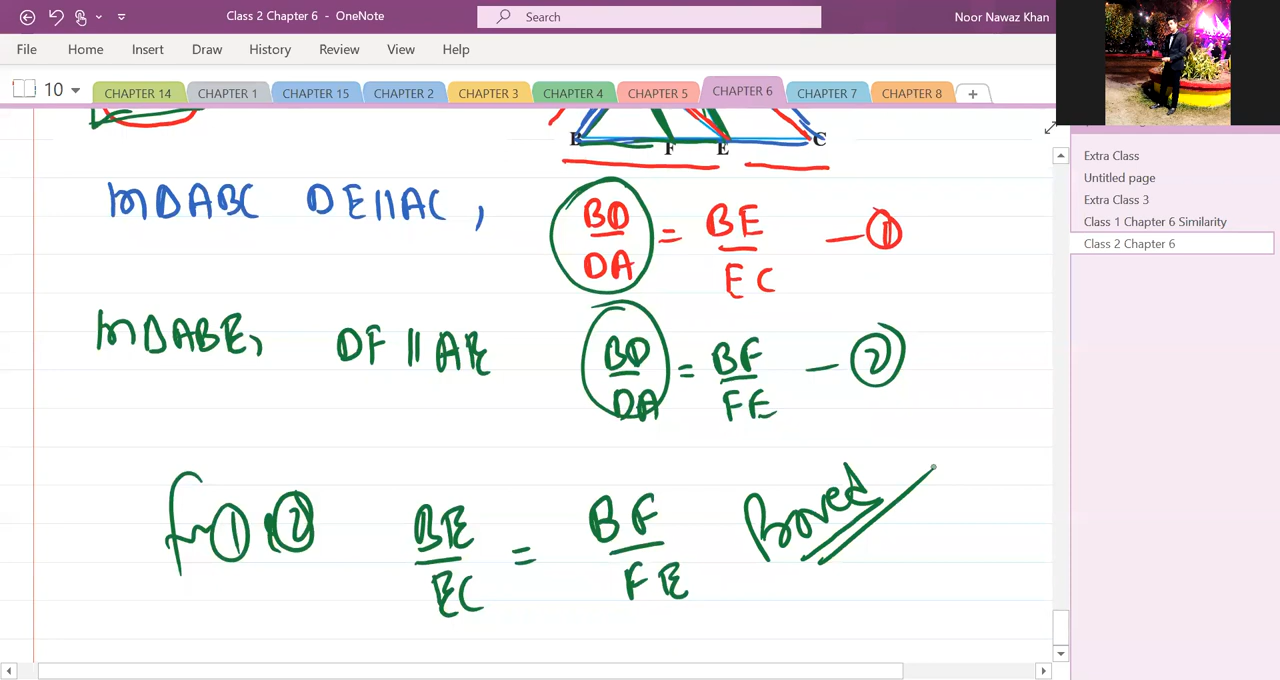 Class 2 Chapter 6 - OneNote
Search
Noor Nawaz Khan
File Home Insert Draw History Review View Help
10 CHAPTER 14 CHAPTER 1 CHAPTER 15 CHAPTER 2 CHAPTER 3 CHAPTER 4 CHAPTER 5 CHAPTER 6 CHAPTER 7 CHAPTER 8 +
Extra Class
Untitled page
Extra Class 3
Class 1 Chapter 6 Similarity
Class 2 Chapter 6
B F E C
In ΔABC DE||AC, BD/DA = BE/EC — ①
In ΔABE, DF||AE BD/DA = BF/FE — ②
fr ① ② BE/EC = BF/FE Proved